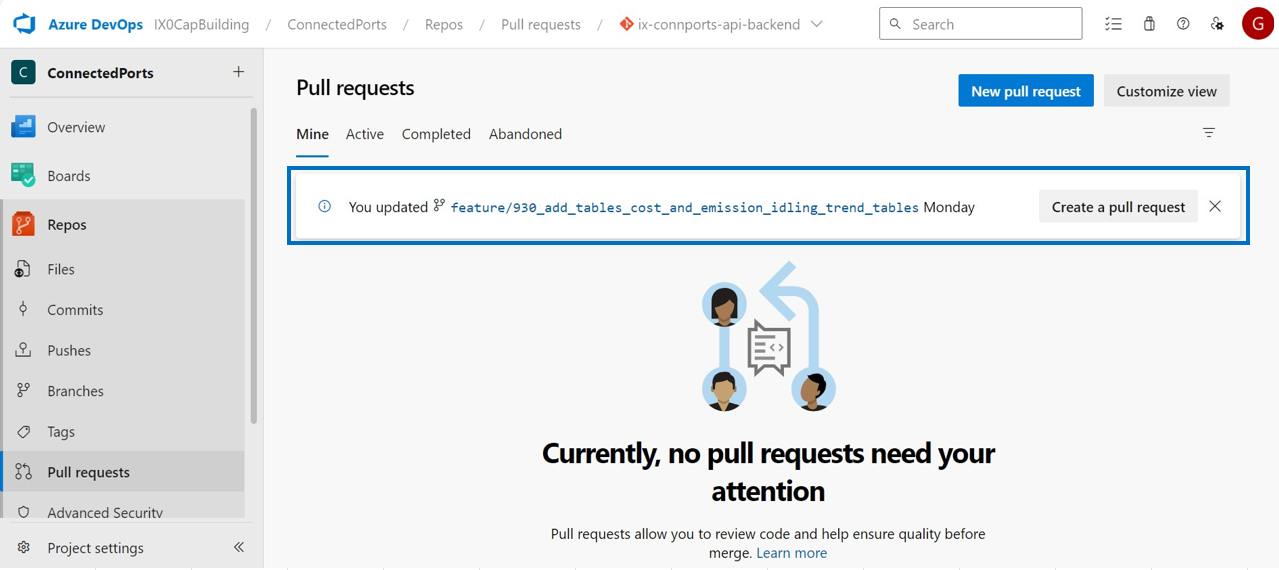 Azure DevOps IX0CapBuilding / ConnectedPorts / Repos / Pull requests / ix-connports-api-backend
Search
G
C ConnectedPorts
Overview
Boards
Repos
Files
Commits
Pushes
Branches
Tags
Pull requests
Advanced Security
Project settings
Pull requests
New pull request
Customize view
Mine Active Completed Abandoned
You updated feature/930_add_tables_cost_and_emission_idling_trend_tables Monday
Create a pull request
Currently, no pull requests need your
attention
Pull requests allow you to review code and help ensure quality before
merge. Learn more